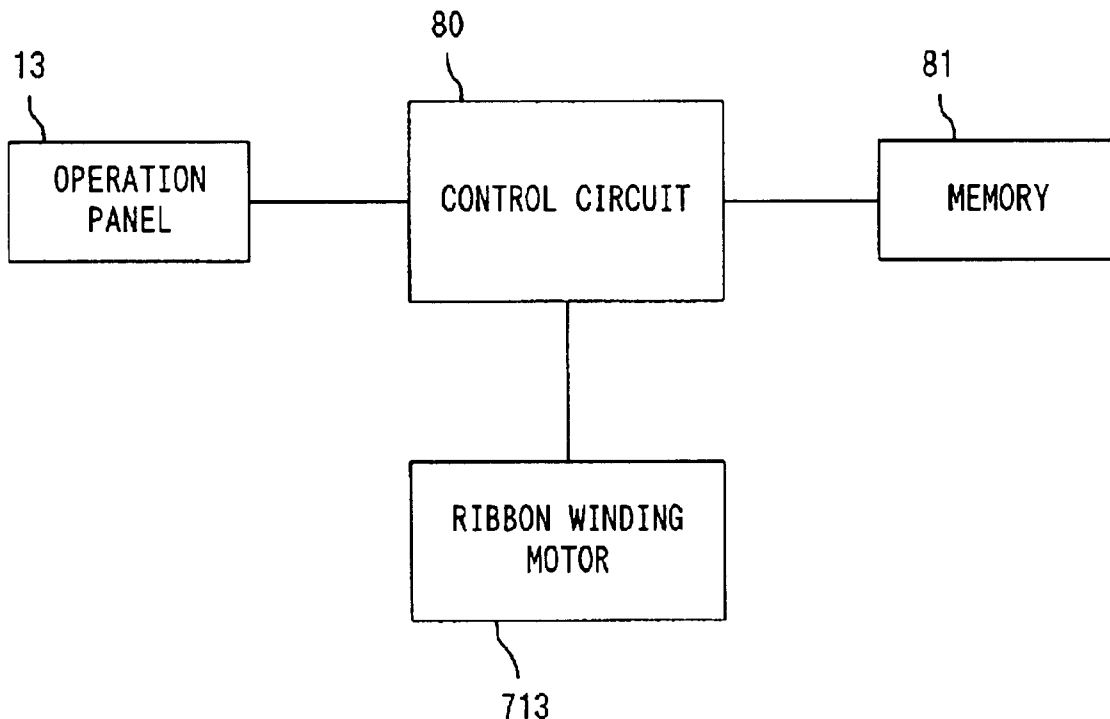 80
13
81
OPERATION
PANEL
CONTROL CIRCUIT
MEMORY
RIBBON WINDING
MOTOR
713